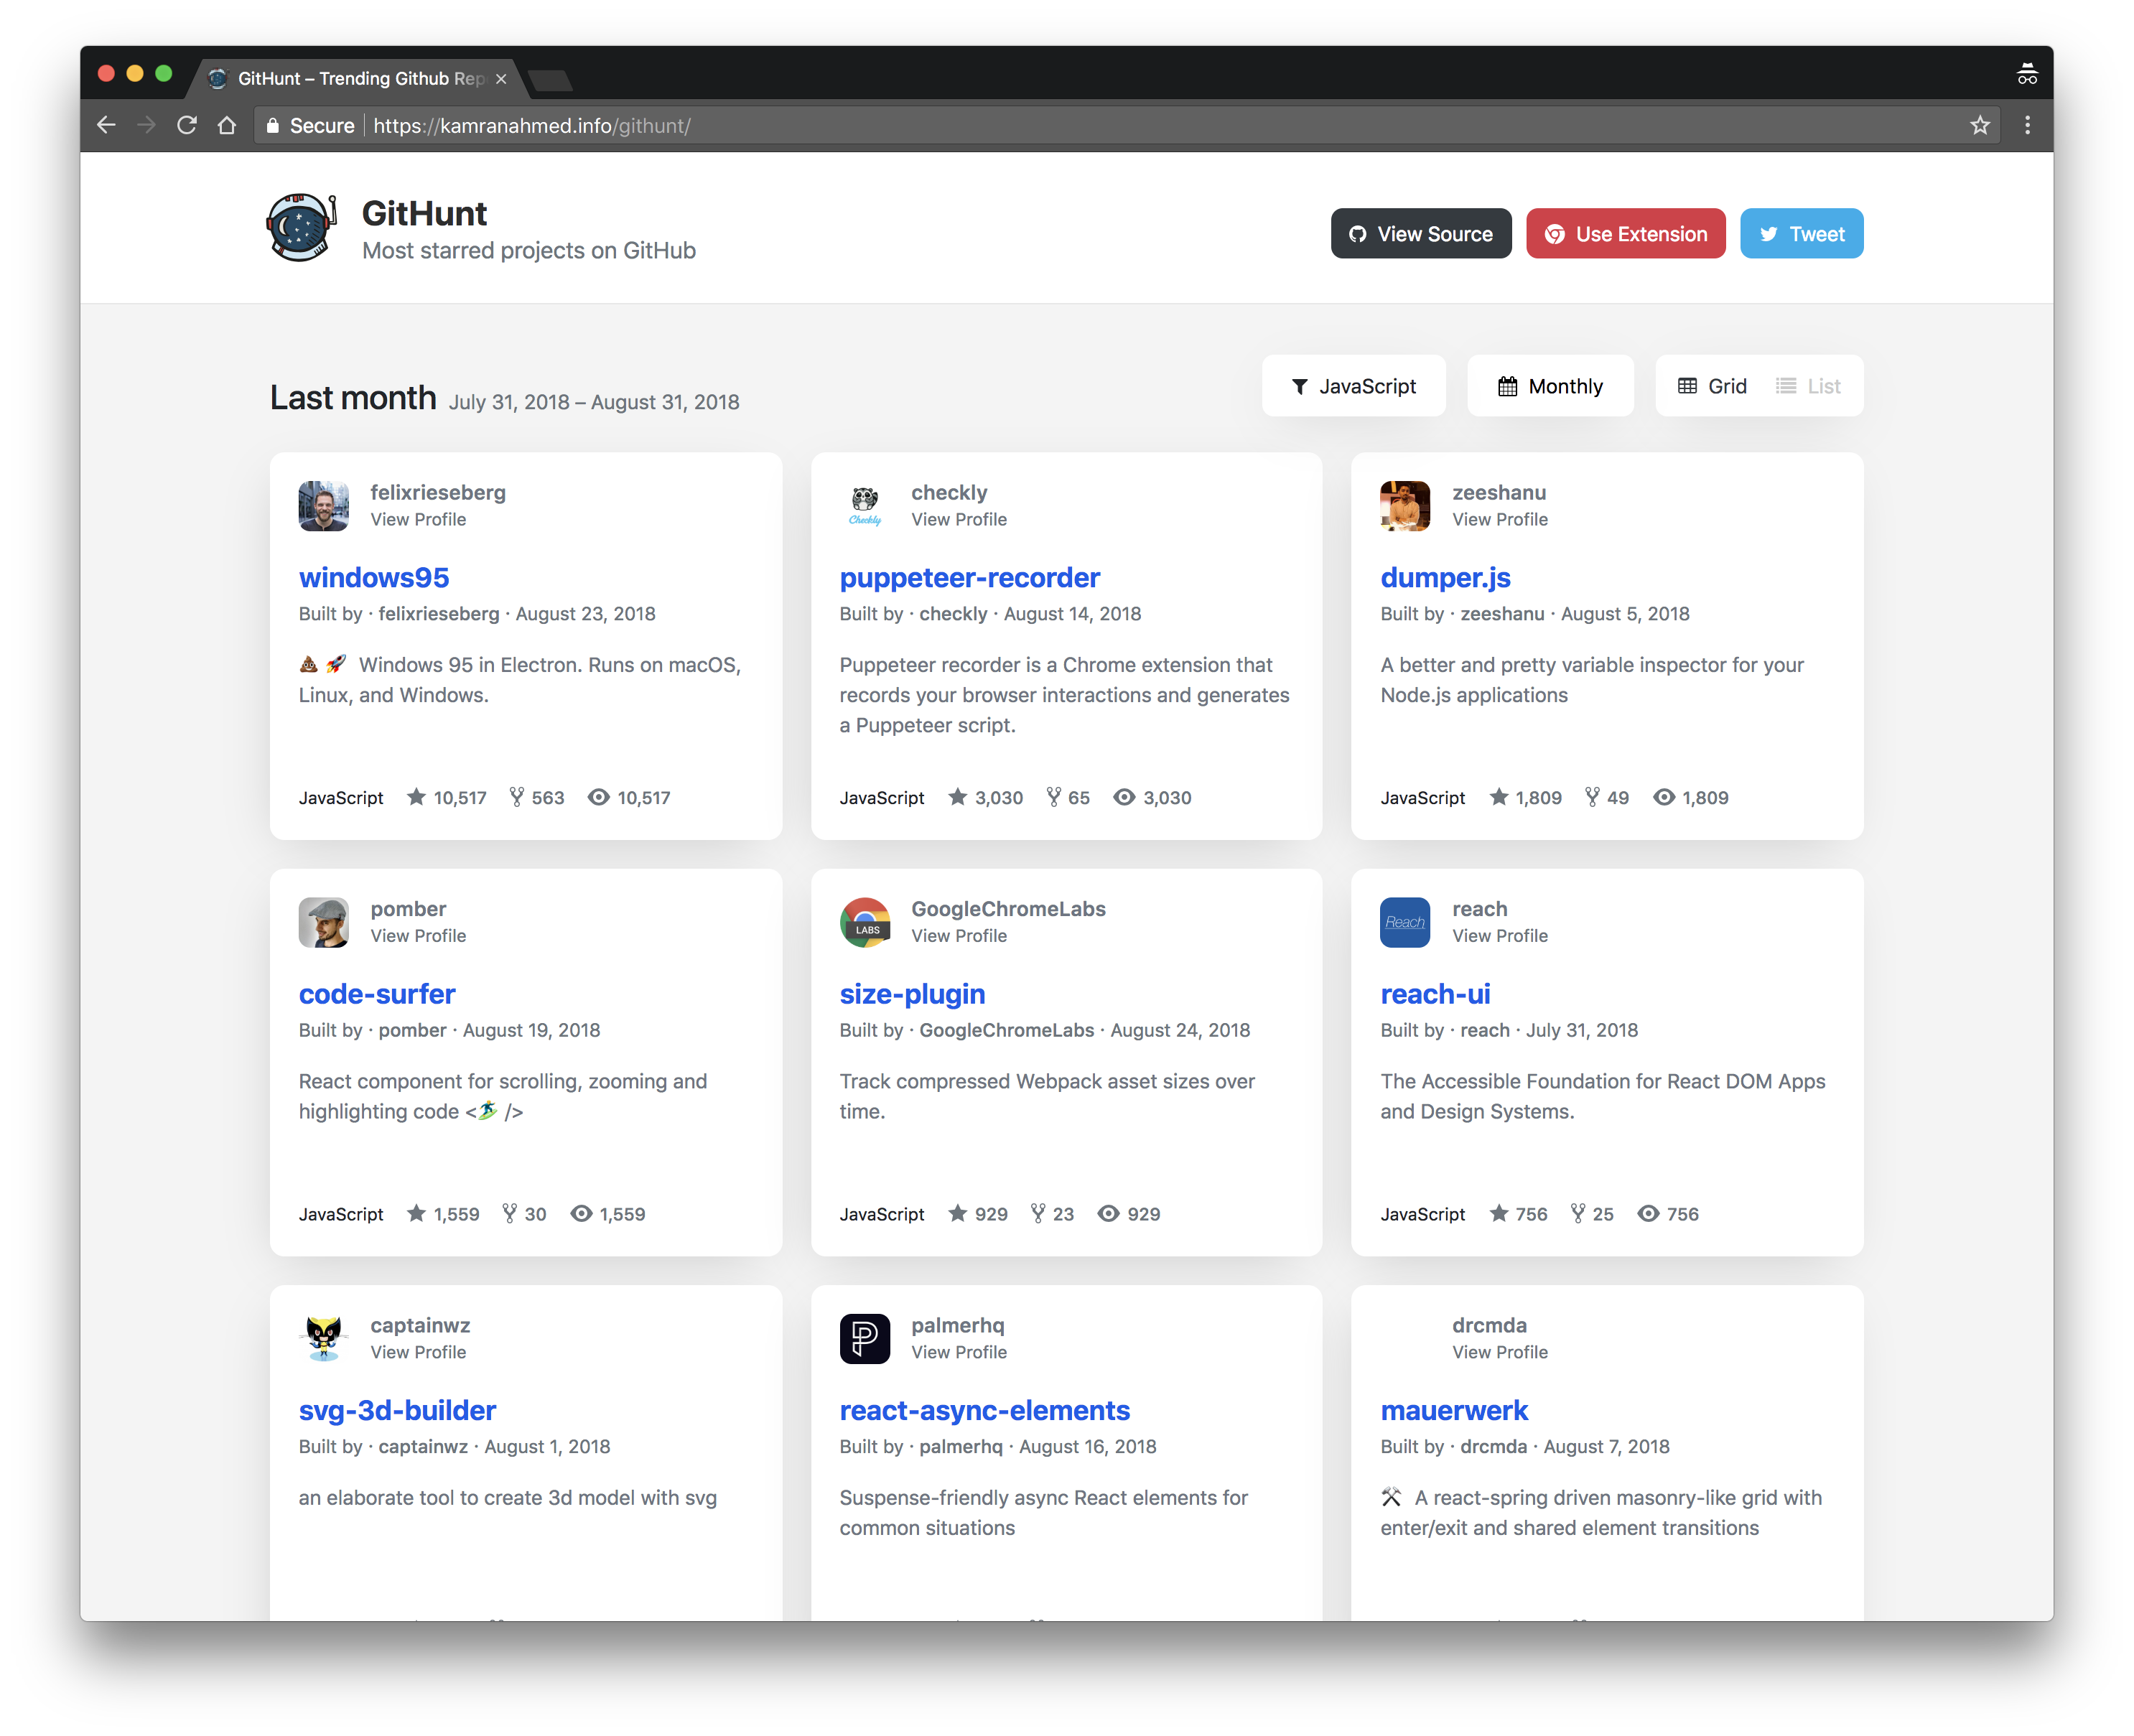 GitHunt – Trending Github Rep
Secure https://kamranahmed.info/githunt/
GitHunt
Most starred projects on GitHub
View Source
Use Extension
Tweet
Last month July 31, 2018 – August 31, 2018
JavaScript
Monthly
Grid
List
felixrieseberg
View Profile
windows95
Built by · felixrieseberg · August 23, 2018
💩 🚀 Windows 95 in Electron. Runs on macOS,
Linux, and Windows.
JavaScript 10,517 563 10,517
Checkly
checkly
View Profile
puppeteer-recorder
Built by · checkly · August 14, 2018
Puppeteer recorder is a Chrome extension that
records your browser interactions and generates
a Puppeteer script.
JavaScript 3,030 65 3,030
zeeshanu
View Profile
dumper.js
Built by · zeeshanu · August 5, 2018
A better and pretty variable inspector for your
Node.js applications
JavaScript 1,809 49 1,809
pomber
View Profile
code-surfer
Built by · pomber · August 19, 2018
React component for scrolling, zooming and
highlighting code <🏄 />
JavaScript 1,559 30 1,559
LABS
GoogleChromeLabs
View Profile
size-plugin
Built by · GoogleChromeLabs · August 24, 2018
Track compressed Webpack asset sizes over
time.
JavaScript 929 23 929
Reach
reach
View Profile
reach-ui
Built by · reach · July 31, 2018
The Accessible Foundation for React DOM Apps
and Design Systems.
JavaScript 756 25 756
captainwz
View Profile
svg-3d-builder
Built by · captainwz · August 1, 2018
an elaborate tool to create 3d model with svg
palmerhq
View Profile
react-async-elements
Built by · palmerhq · August 16, 2018
Suspense-friendly async React elements for
common situations
drcmda
View Profile
mauerwerk
Built by · drcmda · August 7, 2018
⚒ A react-spring driven masonry-like grid with
enter/exit and shared element transitions